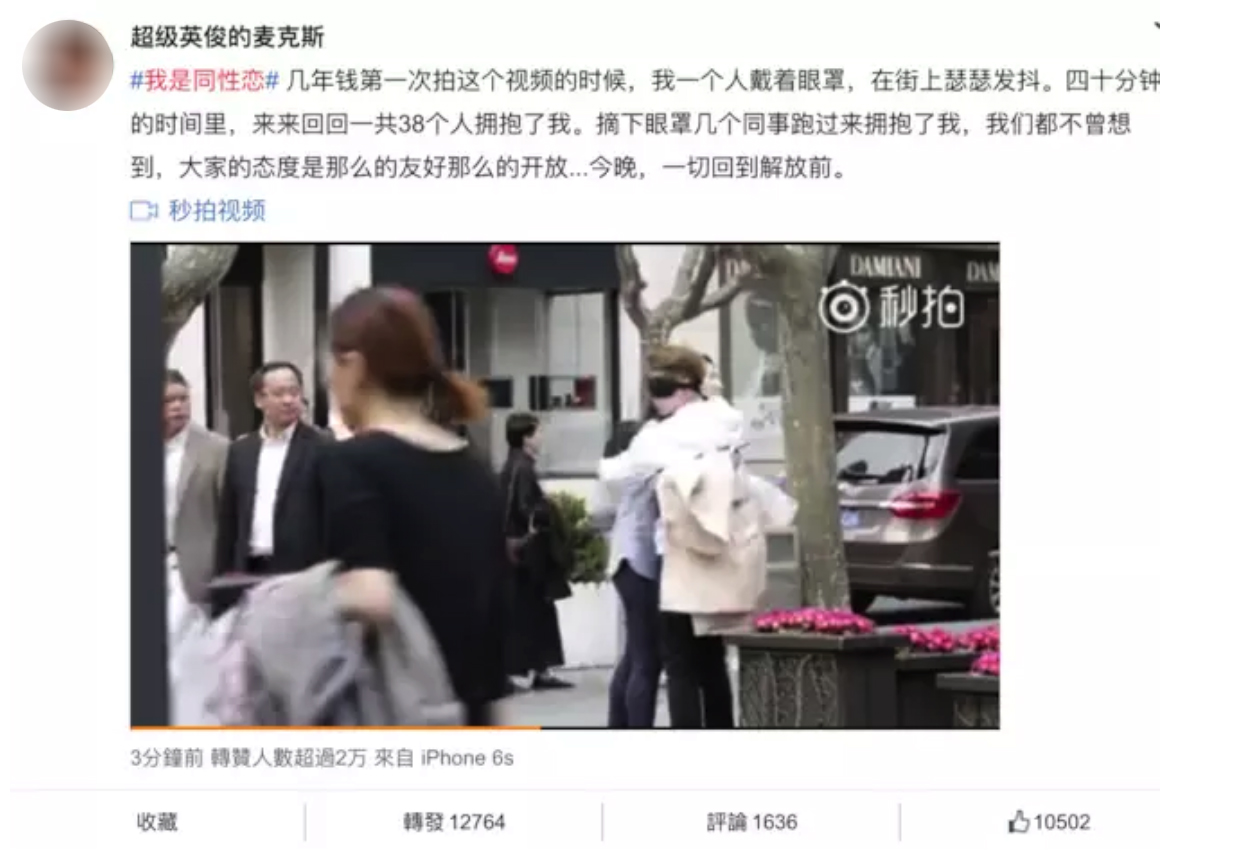 超级英俊的麦克斯
#我是同性恋# 几年钱第一次拍这个视频的时候，我一个人戴着眼罩，在街上瑟瑟发抖。四十分钟
的时间里，来来回回一共38个人拥抱了我。摘下眼罩几个同事跑过来拥抱了我，我们都不曾想
到，大家的态度是那么的友好那么的开放...今晚，一切回到解放前。
秒拍视频
DAMIANI
DAM
秒拍
3分鐘前 轉贊人數超過2万 來自 iPhone 6s
收藏
轉發 12764
評論 1636
10502